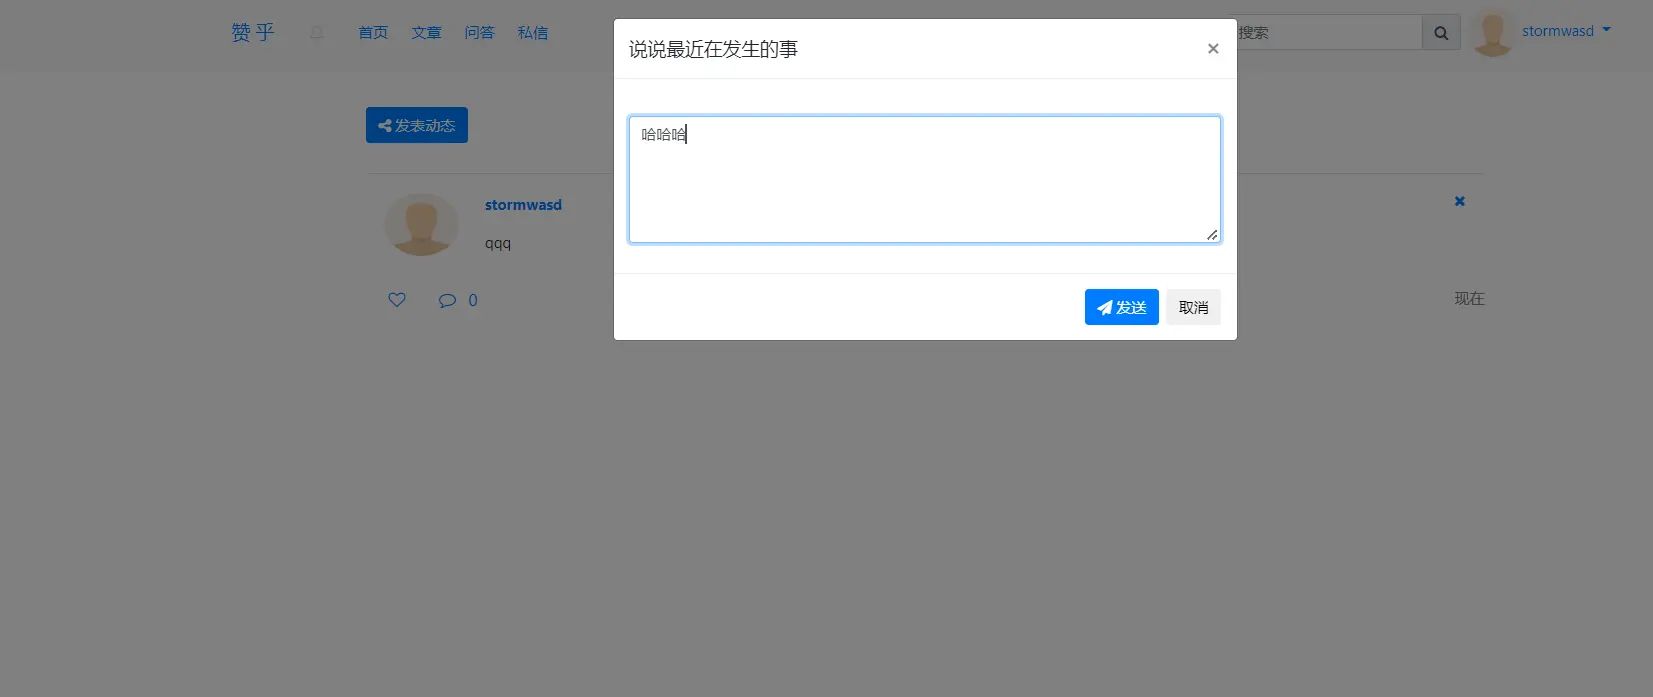 赞乎 首页 文章 问答 私信
搜索
stormwasd
说说最近在发生的事
×
发表动态
哈哈哈
stormwasd
qqq
0
现在
发送 取消